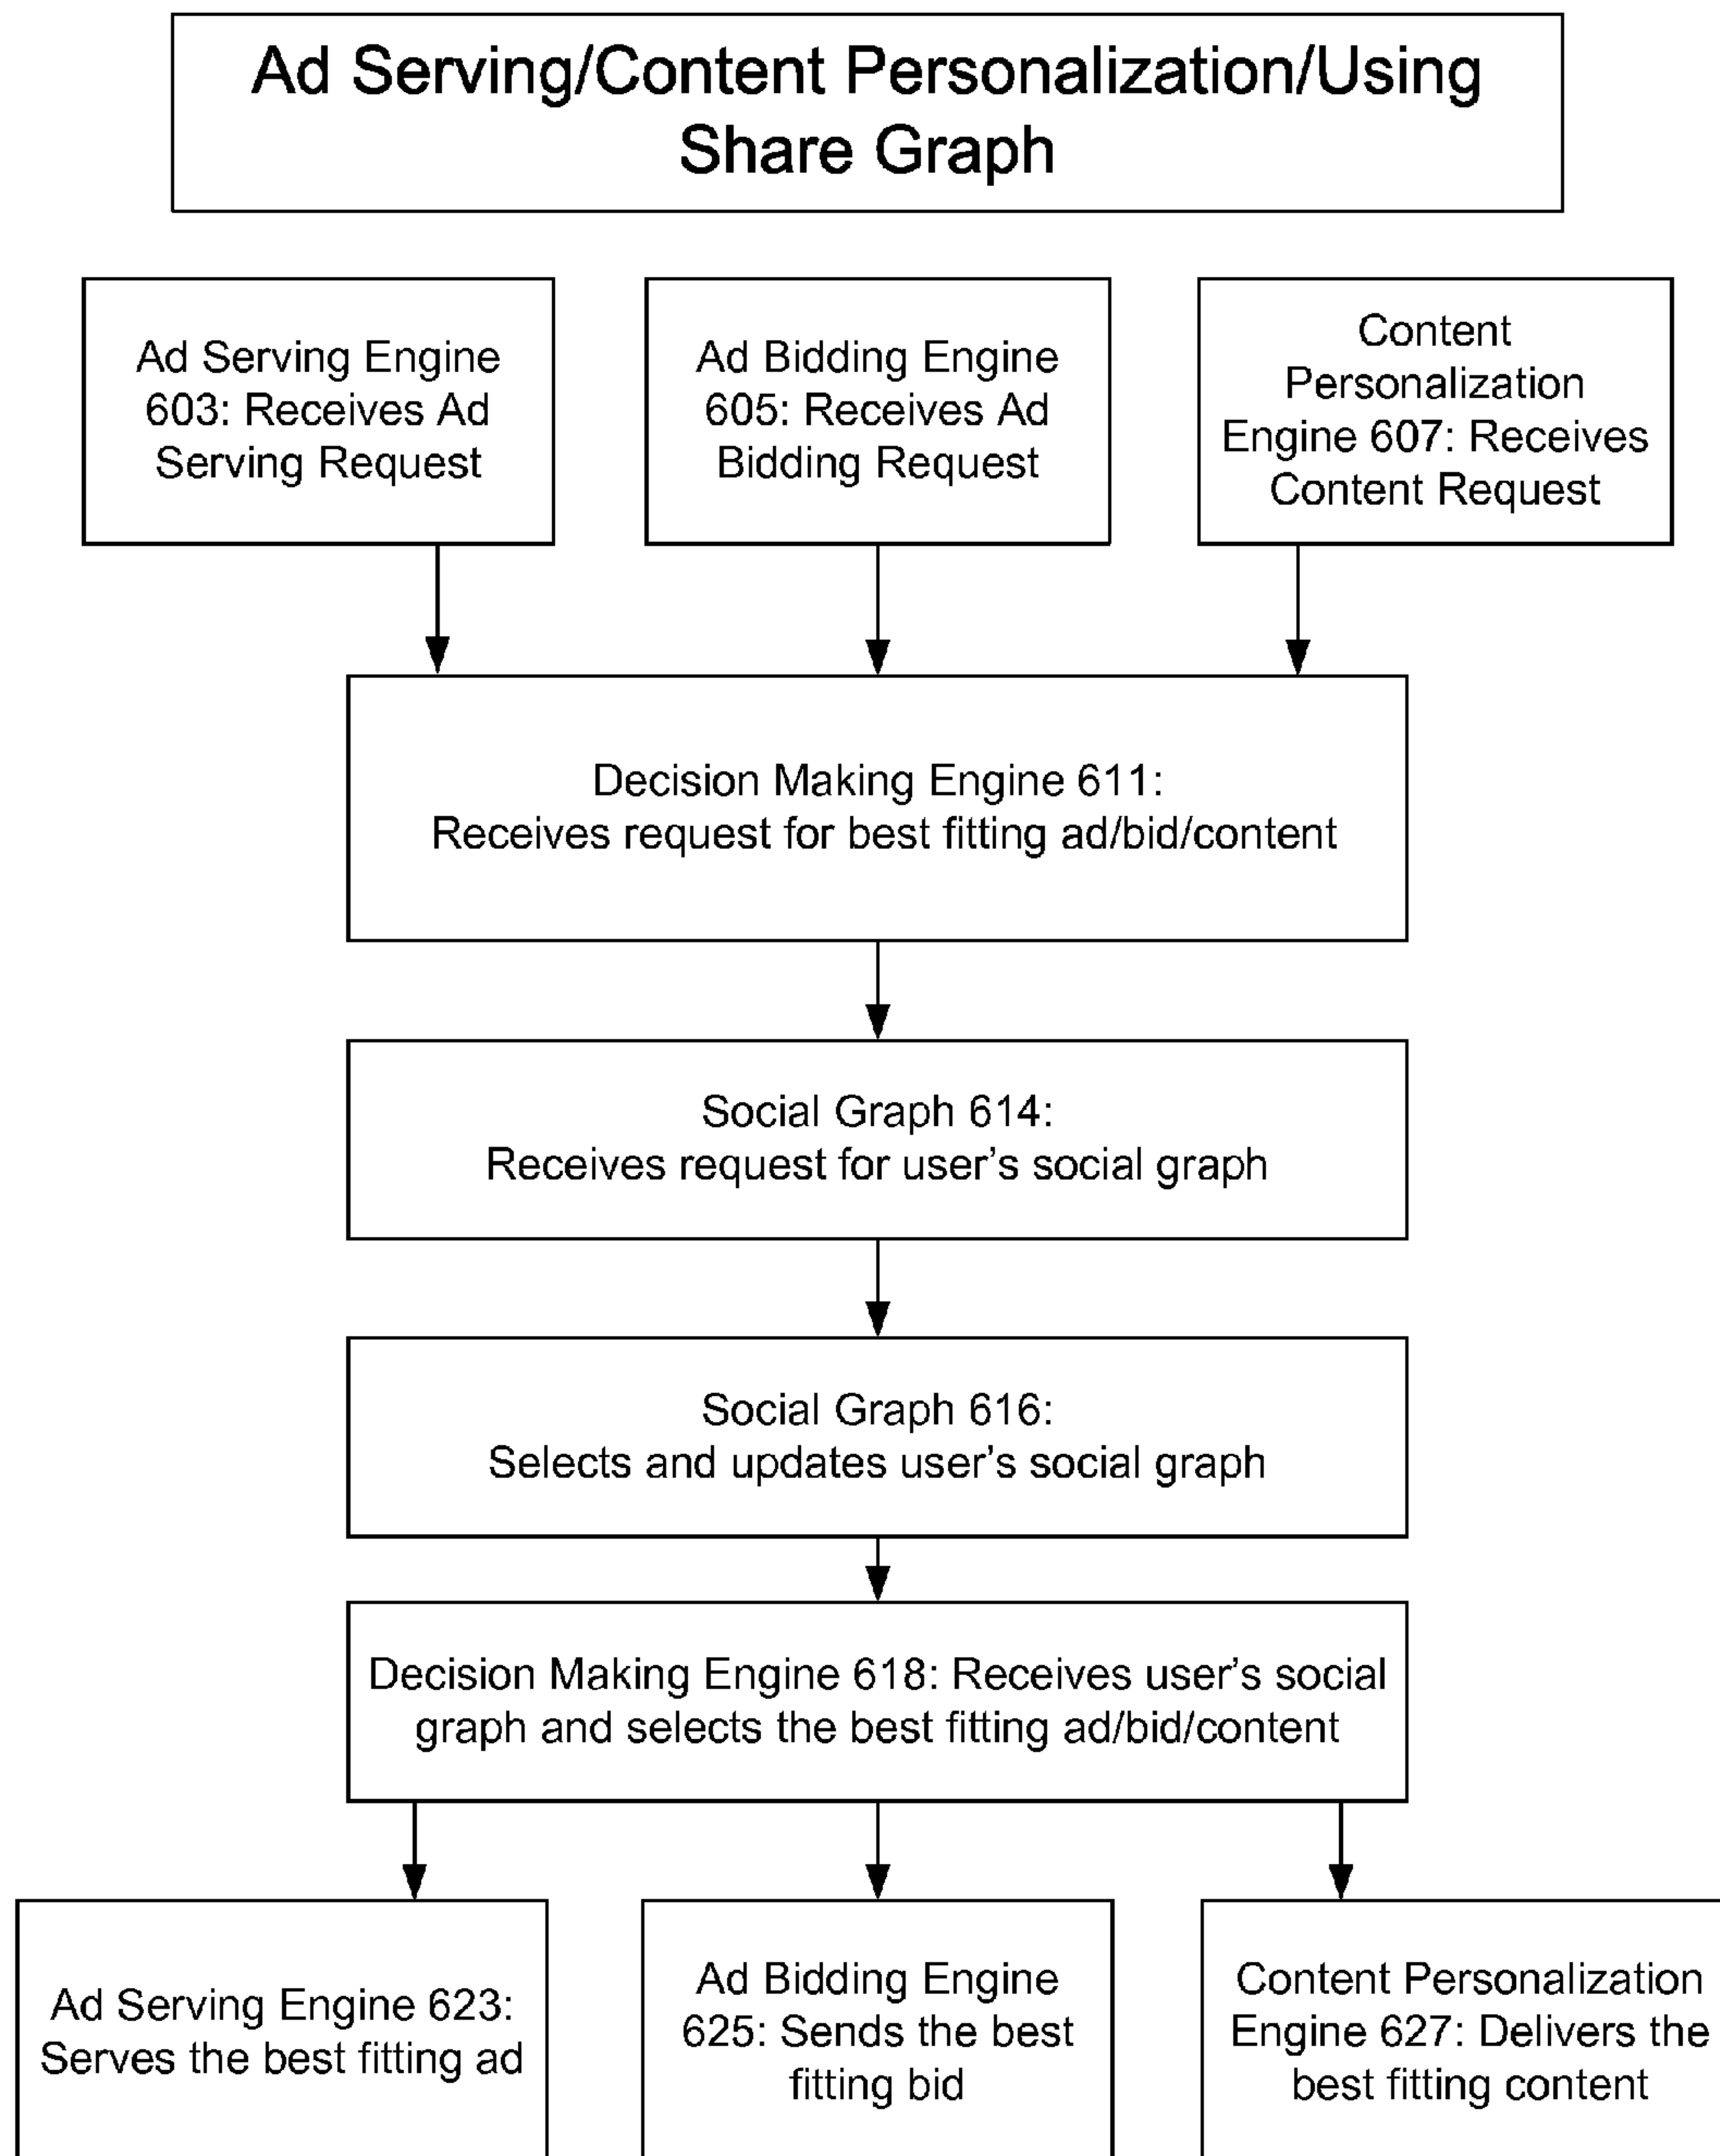 Ad Serving/Content Personalization/Using
Share Graph
Ad Serving Engine
603: Receives Ad
Serving Request
Ad Bidding Engine
605: Receives Ad
Bidding Request
Content
Personalization
Engine 607: Receives
Content Request
Decision Making Engine 611:
Receives request for best fitting ad/bid/content
Social Graph 614:
Receives request for user's social graph
Social Graph 616:
Selects and updates user's social graph
Decision Making Engine 618: Receives user's social
graph and selects the best fitting ad/bid/content
Ad Serving Engine 623:
Serves the best fitting ad
Ad Bidding Engine
625: Sends the best
fitting bid
Content Personalization
Engine 627: Delivers the
best fitting content